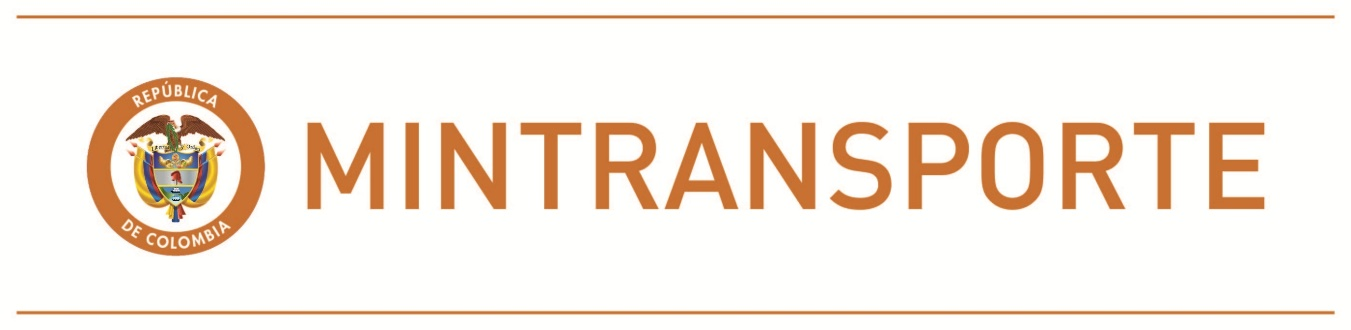 REPÚBLICA
DE COLOMBIA
MINTRANSPORTE